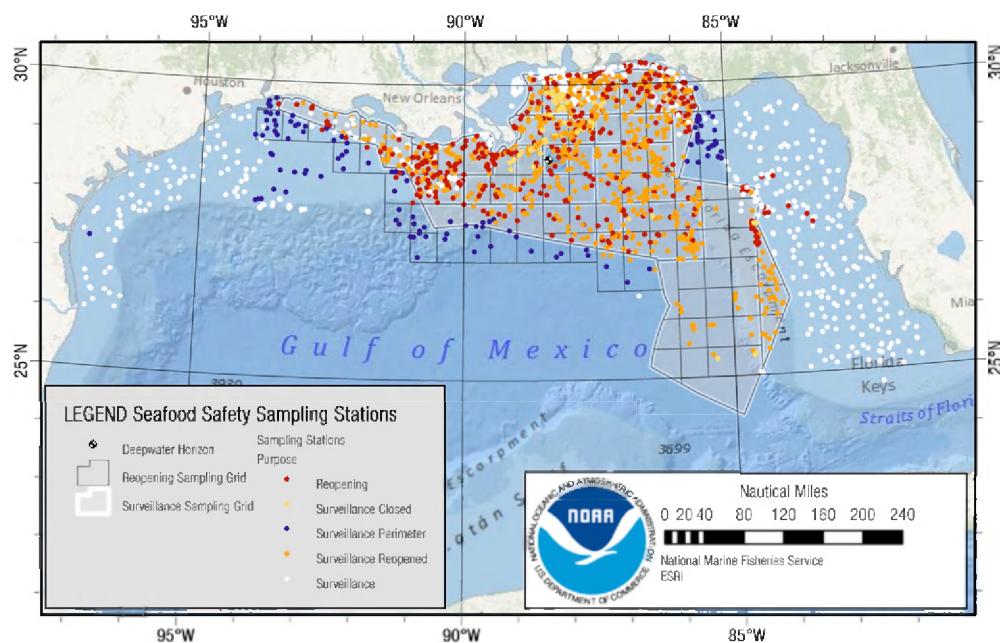 95°W 90°W 85°W
30°N
30°N
Houston
New Orleans
Jacksonville
Gulf of Mexico
Mia
25°N
25°N
Florida
Keys
Straits of Flori
3699
Escarpment
LEGEND Seafood Safety Sampling Stations
Deepwater Horizon
Reopening Sampling Grid
Surveillance Sampling Grid
Sampling Stations
Purpose
Reopening
Surveillance Closed
Surveillance Perimeter
Surveillance Reopened
Surveillance
NATIONAL OCEANIC AND ATMOSPHERIC ADMINISTRATION
NOAA
U.S. DEPARTMENT OF COMMERCE
Nautical Miles
0 20 40 80 120 160 200 240
National Marine Fisheries Service
ESRI
95°W 90°W 85°W